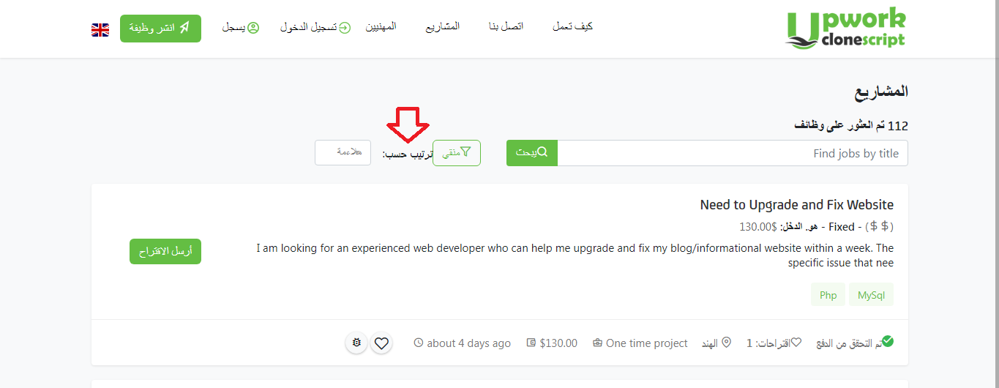 Upwork
clonescript
كيف تعمل
اتصل بنا
المشاريع
المهنيين
تسجيل الدخول
يسجل
انشر وظيفة
المشاريع
112 تم العثور على وظائف
Find jobs by title
يبحث
منقي
ترتيب حسب:
ملاءمة
Need to Upgrade and Fix Website
($$) - Fixed - هو. الدخل: $130.00
I am looking for an experienced web developer who can help me upgrade and fix my blog/informational website within a week. The
specific issue that nee
أرسل الاقتراح
MySql
Php
تم التحقق من الدفع
اقتراحات: 1
الهند
One time project
$130.00
about 4 days ago